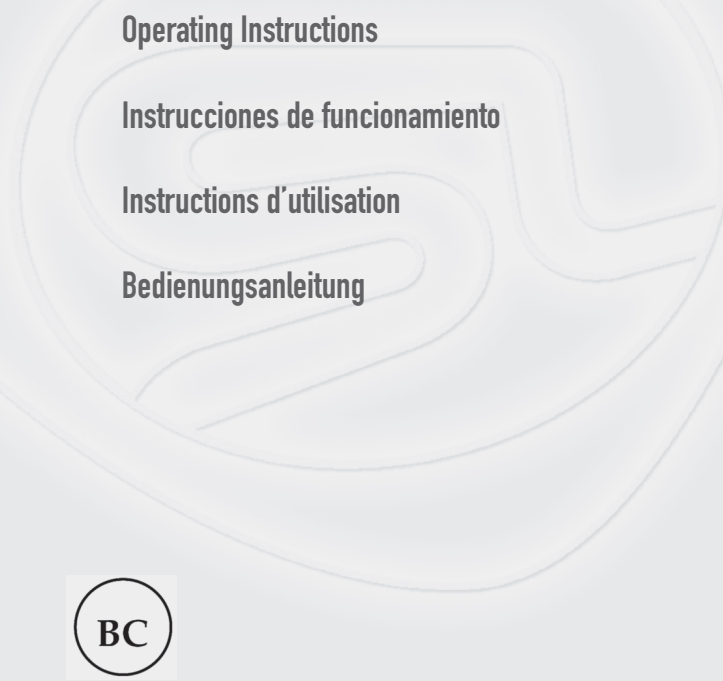 Operating Instructions
Instrucciones de funcionamiento
Instructions d'utilisation
Bedienungsanleitung
BC